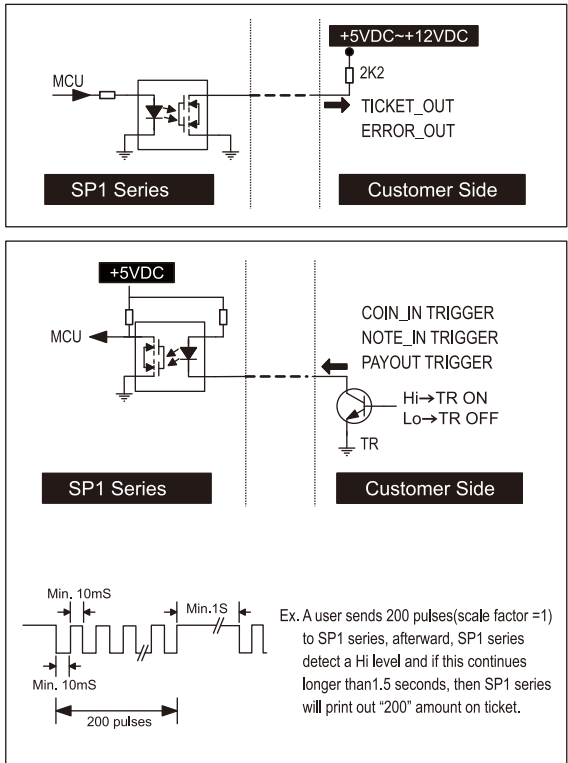 +5VDC~+12VDC
2K2
MCU
TICKET_OUT
ERROR_OUT
SP1 Series
Customer Side
+5VDC
MCU
COIN_IN TRIGGER
NOTE_IN TRIGGER
PAYOUT TRIGGER
Hi→TR ON
Lo→TR OFF
TR
SP1 Series
Customer Side
Min. 10mS
Min.1S
Min. 10mS
200 pulses
Ex. A user sends 200 pulses(scale factor =1)
to SP1 series, afterward, SP1 series
detect a Hi level and if this continues
longer than1.5 seconds, then SP1 series
will print out “200” amount on ticket.